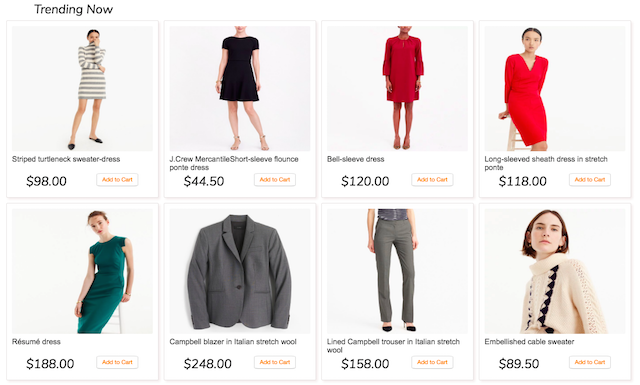 Trending Now
Striped turtleneck sweater-dress
$98.00 Add to Cart
J.Crew MercantileShort-sleeve flounce
ponte dress
$44.50 Add to Cart
Bell-sleeve dress
$120.00 Add to Cart
Long-sleeved sheath dress in stretch
ponte
$118.00 Add to Cart
Résumé dress
$188.00 Add to Cart
Campbell blazer in Italian stretch wool
$248.00 Add to Cart
Lined Campbell trouser in Italian stretch
wool
$158.00 Add to Cart
Embellished cable sweater
$89.50 Add to Cart